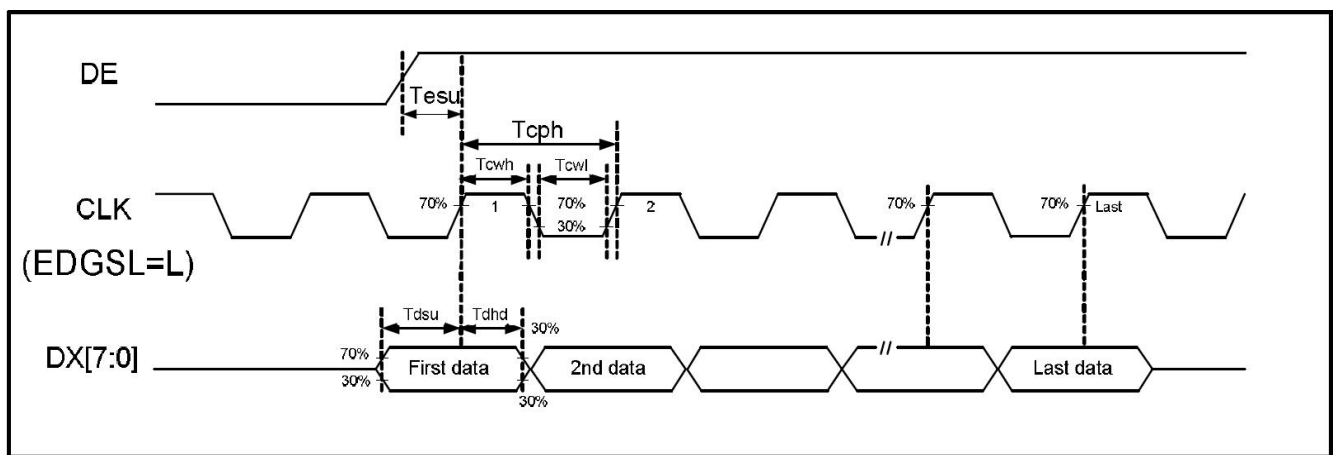 DE
Tesu
Tcph
Tcwh Tcwl
CLK 70% 1 70% 2 70% 70% Last
30%
//
(EDGSL=L)
Tdsu Tdhd 30%
DX[7:0] 70% First data 2nd data // Last data
30%
30%